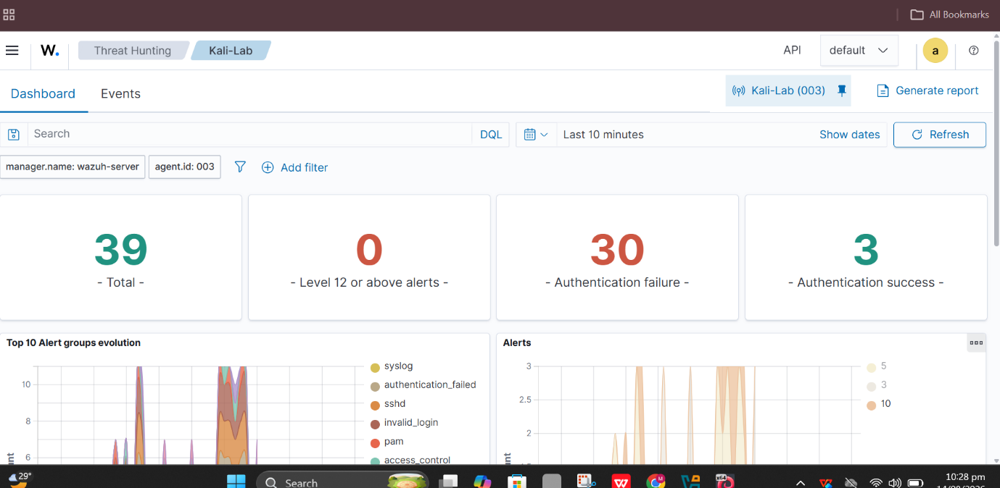 All Bookmarks
W.
Threat Hunting
Kali-Lab
API
default
a
Dashboard
Events
Kali-Lab (003)
Generate report
Search
DQL
Last 10 minutes
Show dates
Refresh
manager.name: wazuh-server
agent.id: 003
Add filter
39
- Total -
0
- Level 12 or above alerts -
30
- Authentication failure -
3
- Authentication success -
Top 10 Alert groups evolution
10
8
6
syslog
authentication_failed
sshd
invalid_login
pam
access_control
Alerts
3
2.5
2
5
3
10
29°
Search
10:28 pm